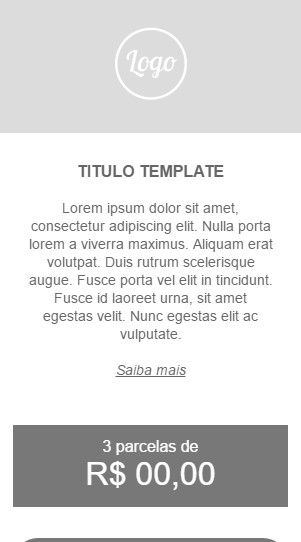 Logo
TITULO TEMPLATE
Lorem ipsum dolor sit amet,
consectetur adipiscing elit. Nulla porta
lorem a viverra maximus. Aliquam erat
volutpat. Duis rutrum scelerisque
augue. Fusce porta vel elit in tincidunt.
Fusce id laoreet urna, sit amet
egestas velit. Nunc egestas elit ac
vulputate.
Saiba mais
3 parcelas de
R$ 00,00